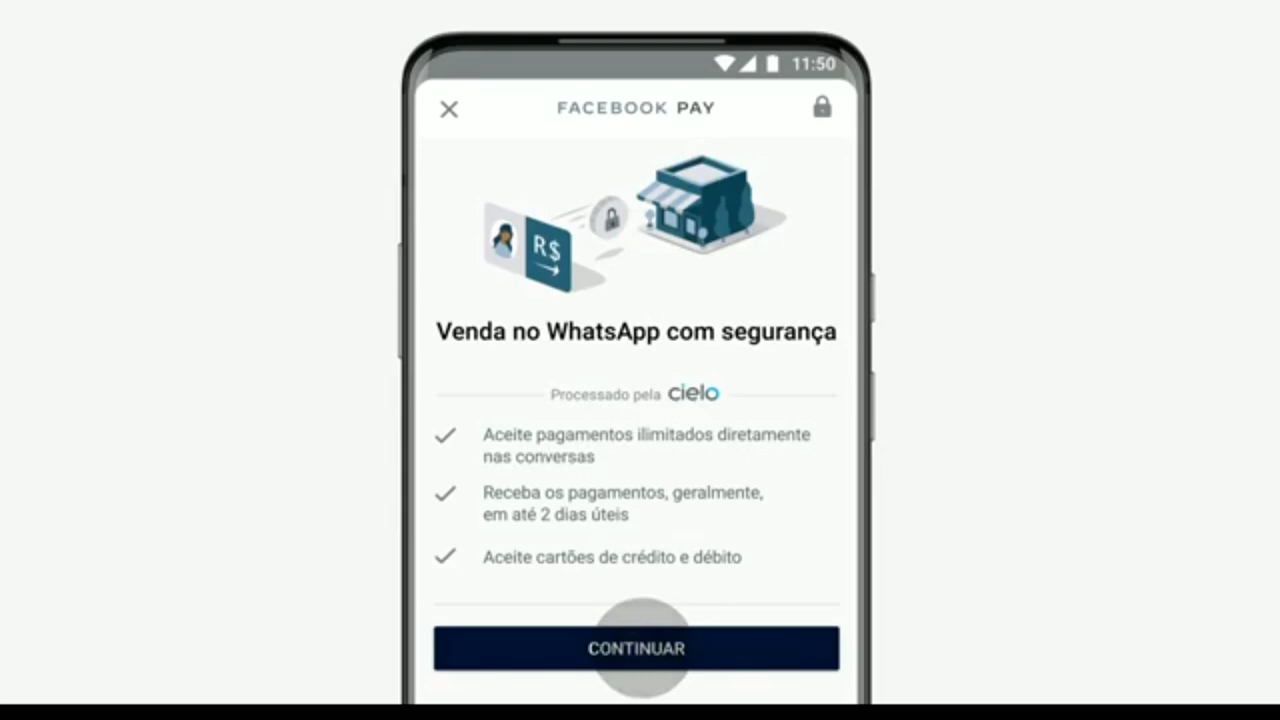 11:50
FACEBOOK PAY
R$
Venda no WhatsApp com segurança
Processado pela cielo
Aceite pagamentos ilimitados diretamente
nas conversas
Receba os pagamentos, geralmente,
em até 2 dias úteis
Aceite cartões de crédito e débito
CONTINUAR